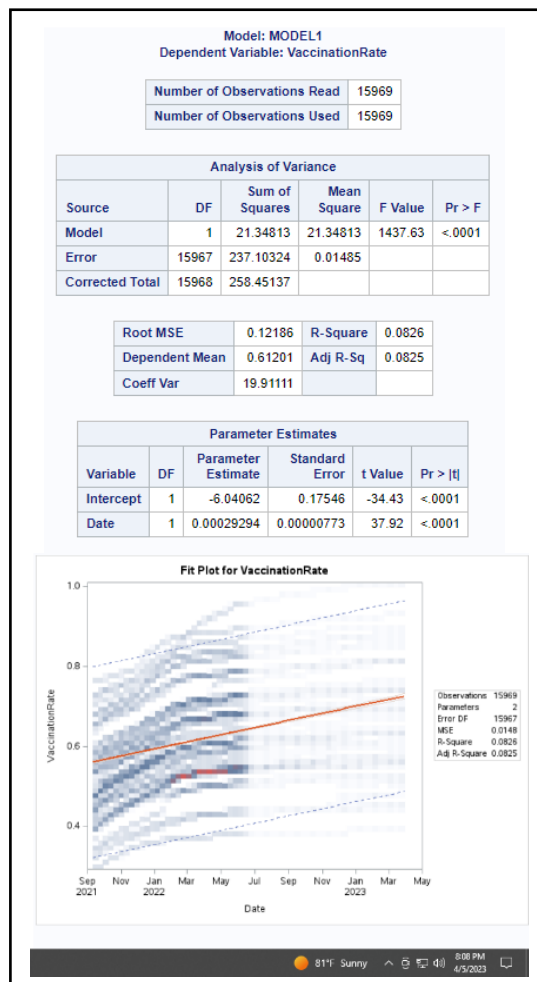 Model: MODEL1
Dependent Variable: VaccinationRate
Number of Observations Read 15969
Number of Observations Used 15969
Analysis of Variance
Source DF Sum of Squares Mean Square F Value Pr > F
Model 1 21.34813 21.34813 1437.63 <.0001
Error 15967 237.10324 0.01485
Corrected Total 15968 258.45137
Root MSE 0.12186 R-Square 0.0826
Dependent Mean 0.61201 Adj R-Sq 0.0825
Coeff Var 19.91111
Parameter Estimates
Variable DF Parameter Estimate Standard Error t Value Pr > |t|
Intercept 1 -6.04062 0.17546 -34.43 <.0001
Date 1 0.00029294 0.00000773 37.92 <.0001
Fit Plot for VaccinationRate
1.0
0.8
0.6
0.4
VaccinationRate
Sep Nov Jan Mar May Jul Sep Nov Jan Mar May
2021 2022 2023
Date
Observations 15969
Parameters 2
Error DF 15967
MSE 0.0148
R-Square 0.0826
Adj R-Square 0.0825
81°F Sunny
8:08 PM
4/5/2023